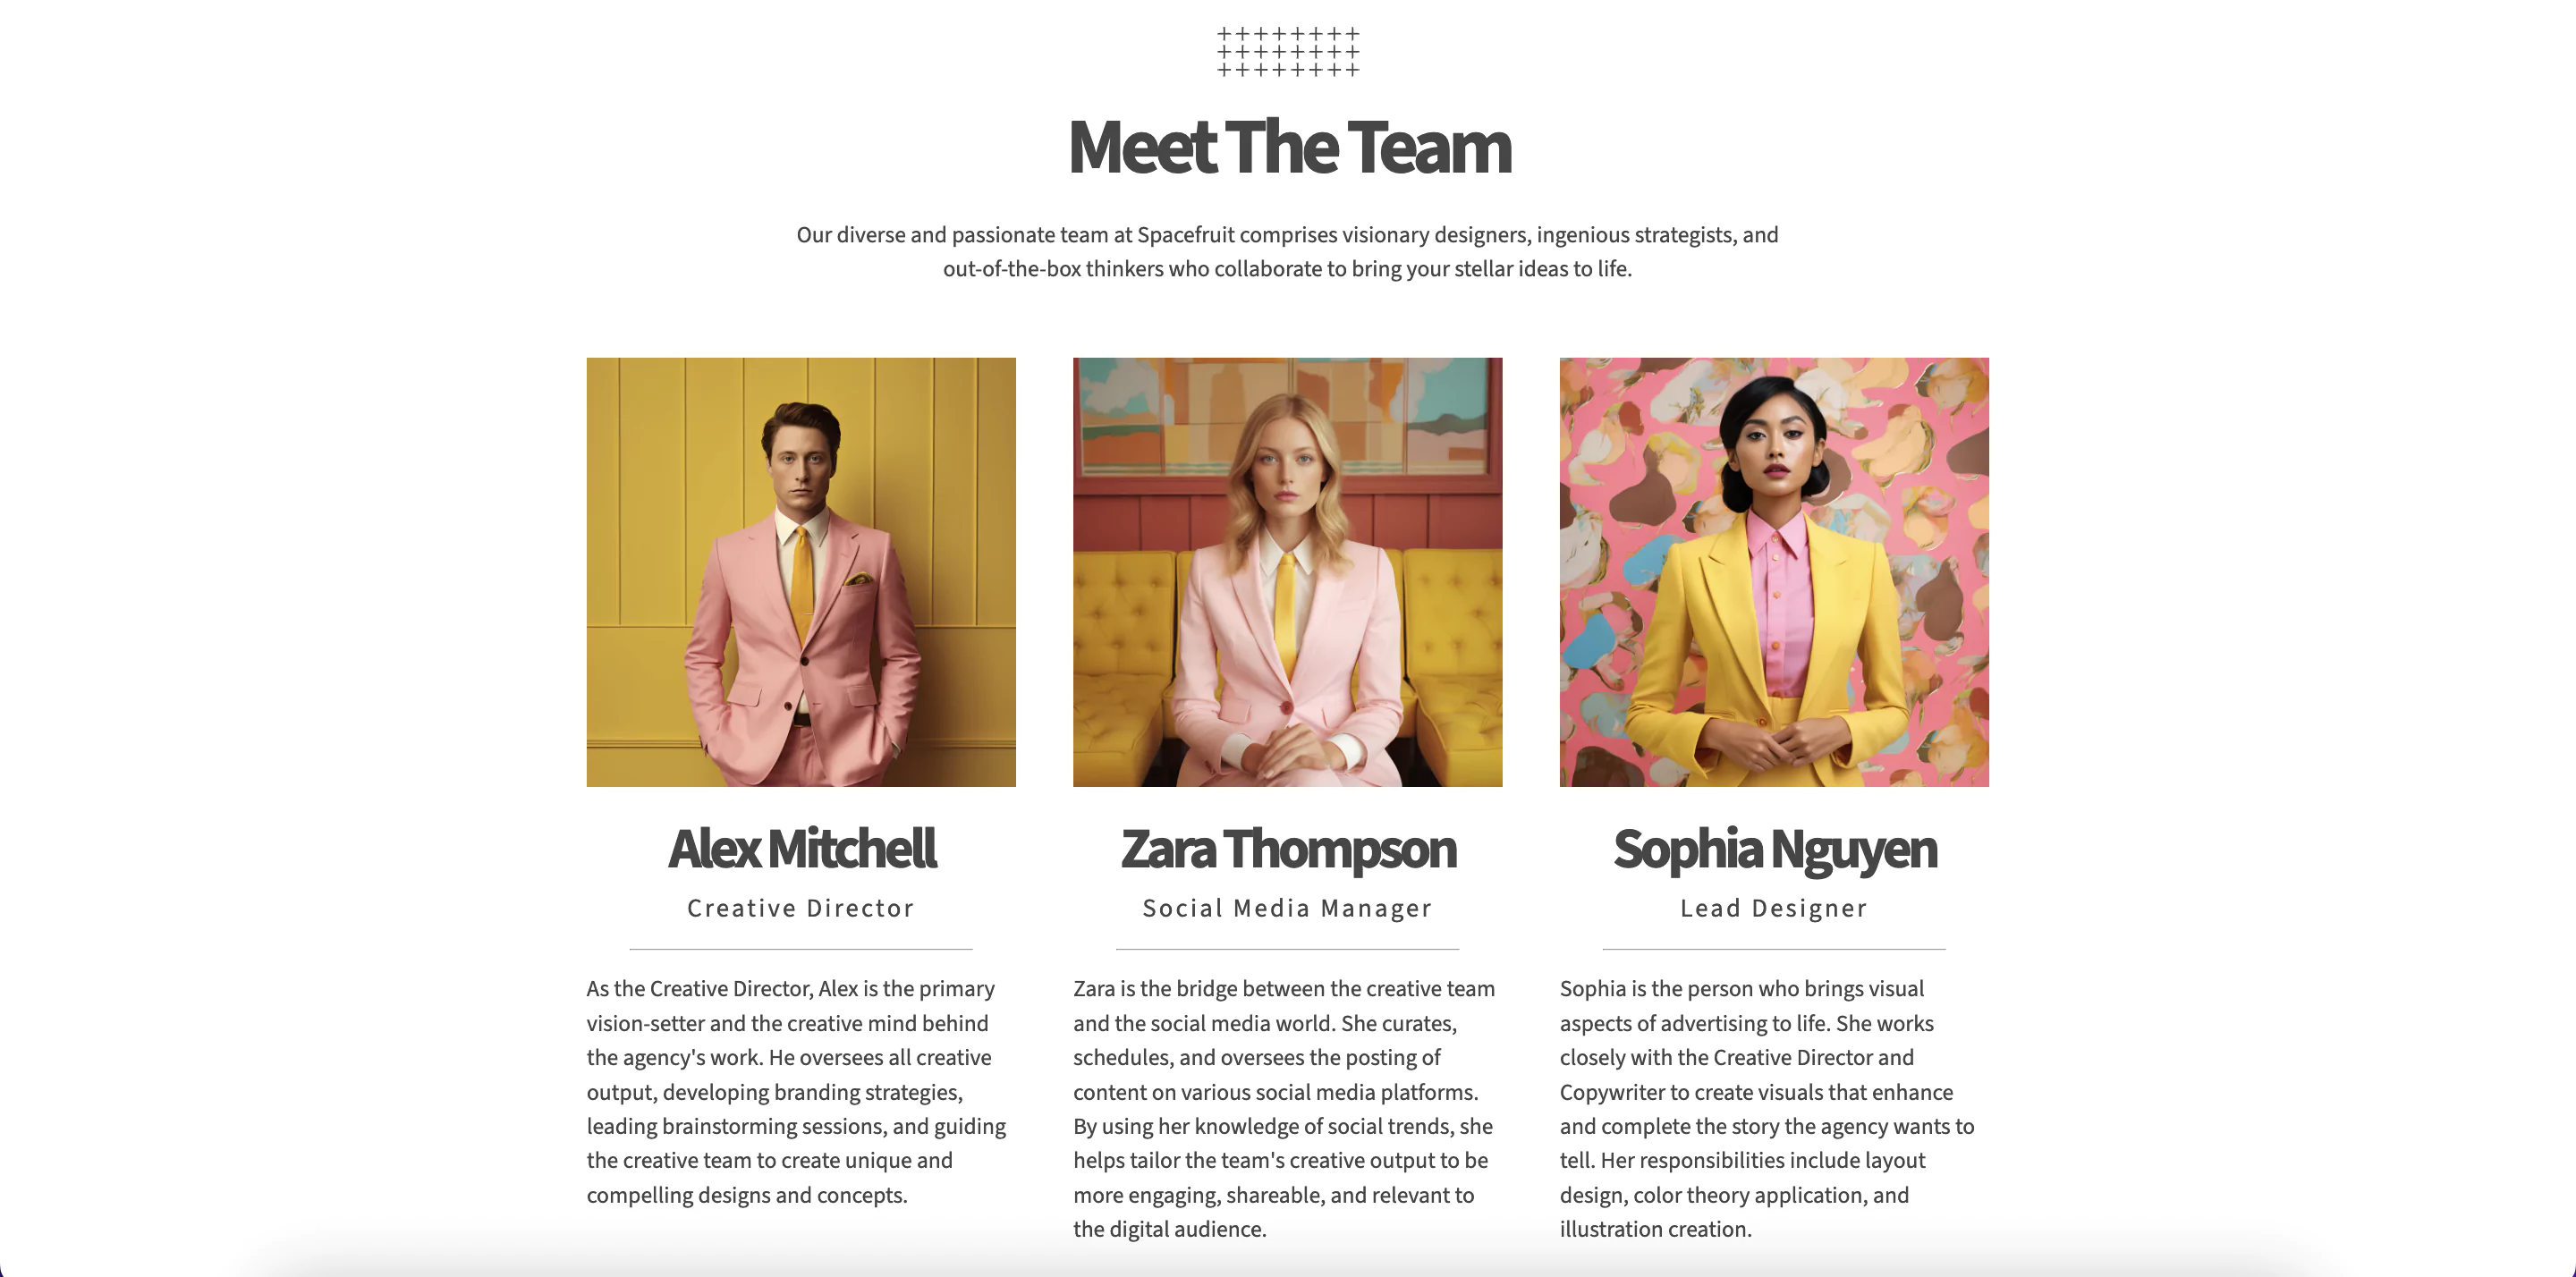 Meet The Team
Our diverse and passionate team at Spacefruit comprises visionary designers, ingenious strategists, and
out-of-the-box thinkers who collaborate to bring your stellar ideas to life.
Alex Mitchell
Creative Director
As the Creative Director, Alex is the primary
vision-setter and the creative mind behind
the agency's work. He oversees all creative
output, developing branding strategies,
leading brainstorming sessions, and guiding
the creative team to create unique and
compelling designs and concepts.
Zara Thompson
Social Media Manager
Zara is the bridge between the creative team
and the social media world. She curates,
schedules, and oversees the posting of
content on various social media platforms.
By using her knowledge of social trends, she
helps tailor the team's creative output to be
more engaging, shareable, and relevant to
the digital audience.
Sophia Nguyen
Lead Designer
Sophia is the person who brings visual
aspects of advertising to life. She works
closely with the Creative Director and
Copywriter to create visuals that enhance
and complete the story the agency wants to
tell. Her responsibilities include layout
design, color theory application, and
illustration creation.